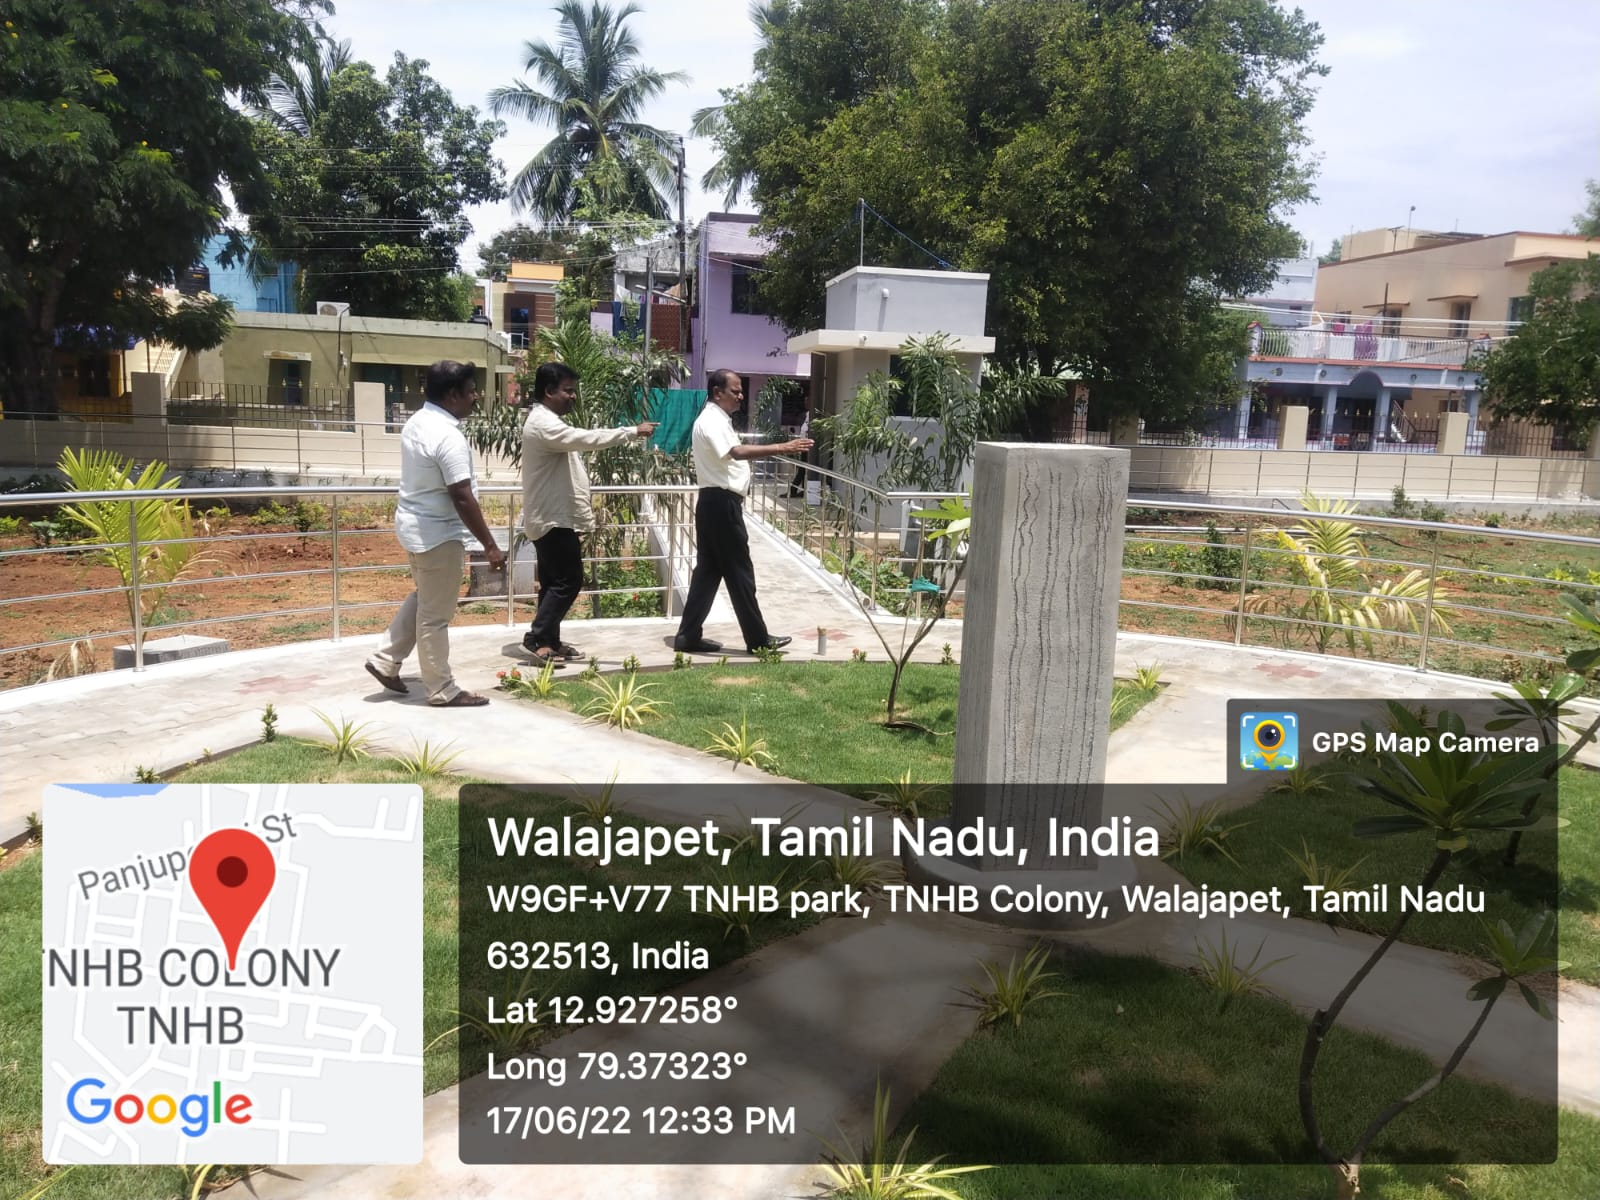 GPS Map Camera
Walajapet, Tamil Nadu, India
W9GF+V77 TNHB park, TNHB Colony, Walajapet, Tamil Nadu
632513, India
Lat 12.927258°
Long 79.37323°
17/06/22 12:33 PM
St
NHB COLONY
TNHB
Google